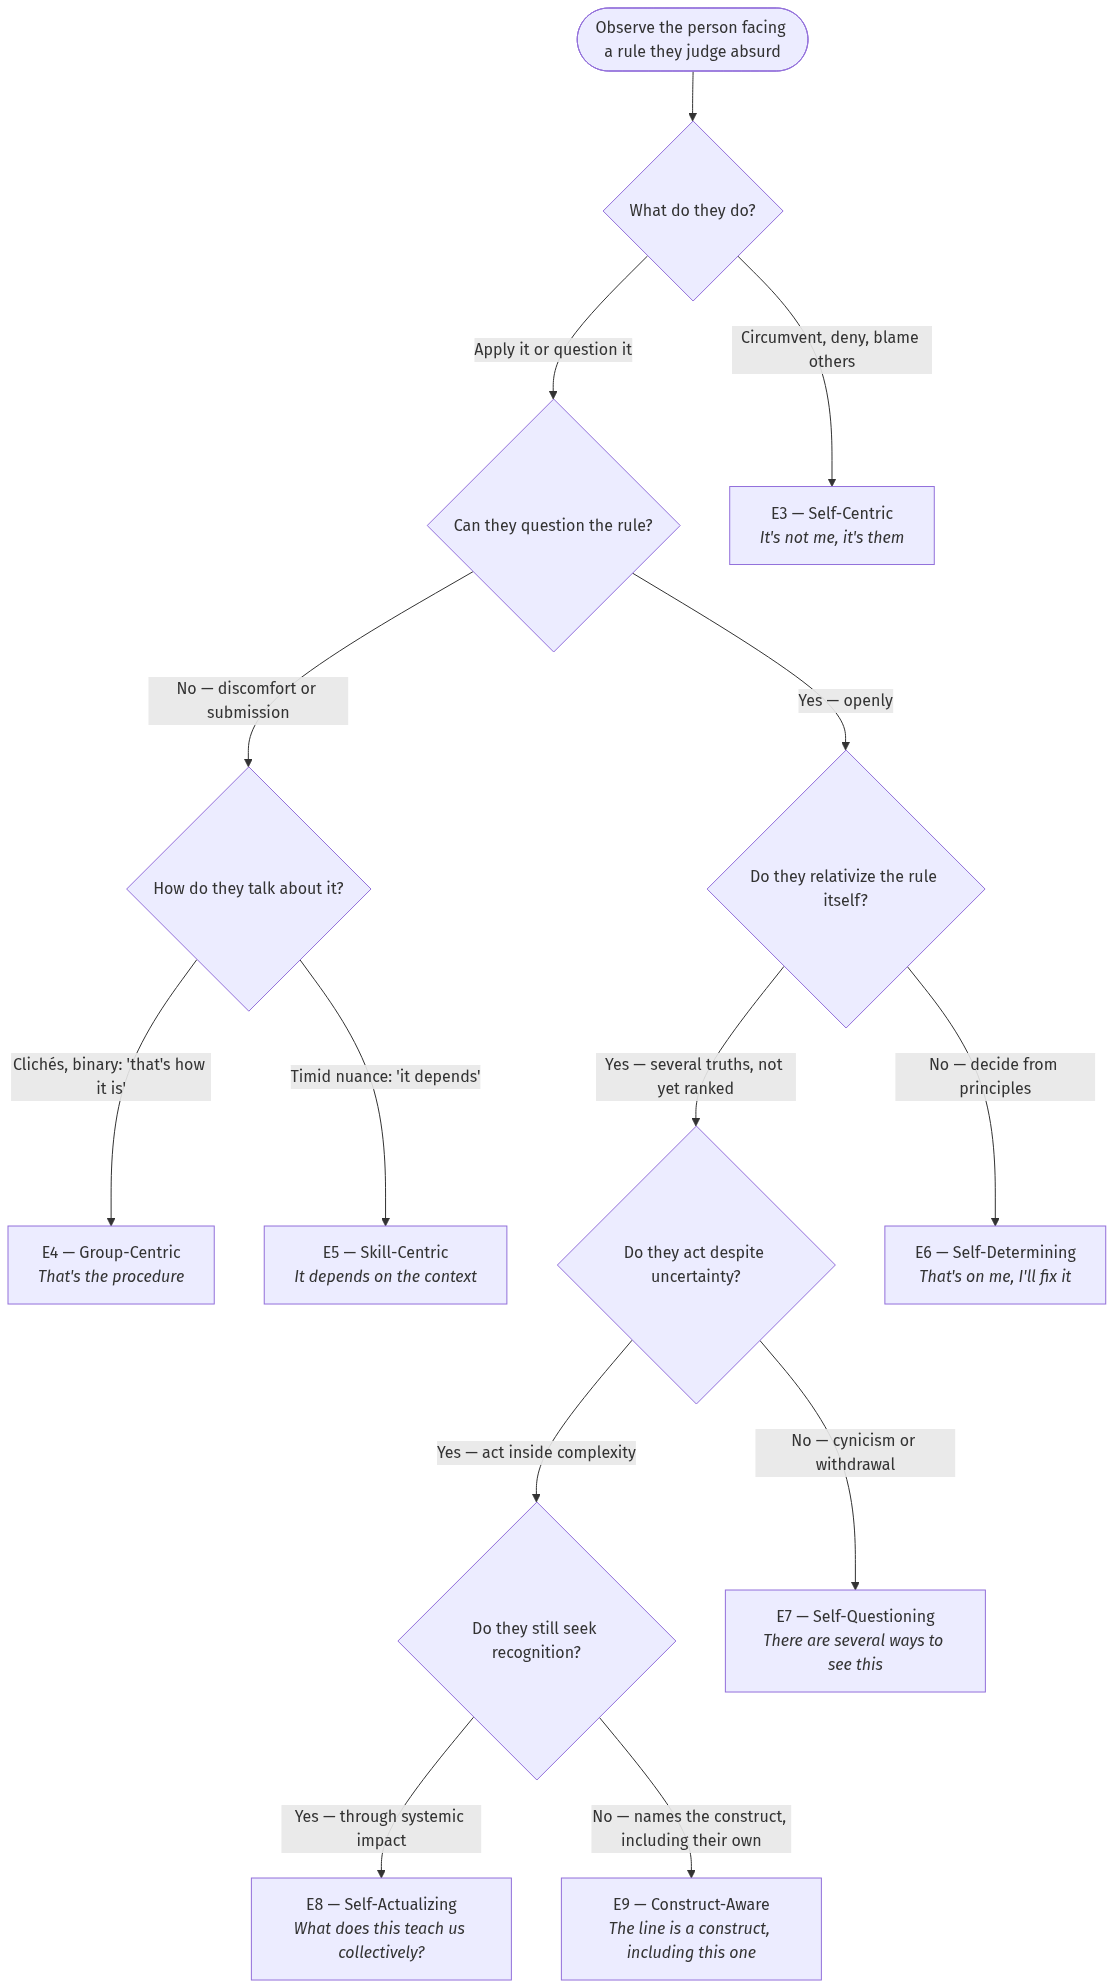 Observe the person facing
a rule they judge absurd
What do they do?
Apply it or question it
Circumvent, deny, blame
others
Can they question the rule?
E3 — Self-Centric
It's not me, it's them
No — discomfort or
submission
Yes — openly
How do they talk about it?
Do they relativize the rule
itself?
Clichés, binary: 'that's how
it is'
Timid nuance: 'it depends'
Yes — several truths, not
yet ranked
No — decide from
principles
E4 — Group-Centric
That's the procedure
E5 — Skill-Centric
It depends on the context
Do they act despite
uncertainty?
E6 — Self-Determining
That's on me, I'll fix it
Yes — act inside complexity
No — cynicism or
withdrawal
Do they still seek
recognition?
E7 — Self-Questioning
There are several ways to
see this
Yes — through systemic
impact
No — names the construct,
including their own
E8 — Self-Actualizing
What does this teach us
collectively?
E9 — Construct-Aware
The line is a construct,
including this one